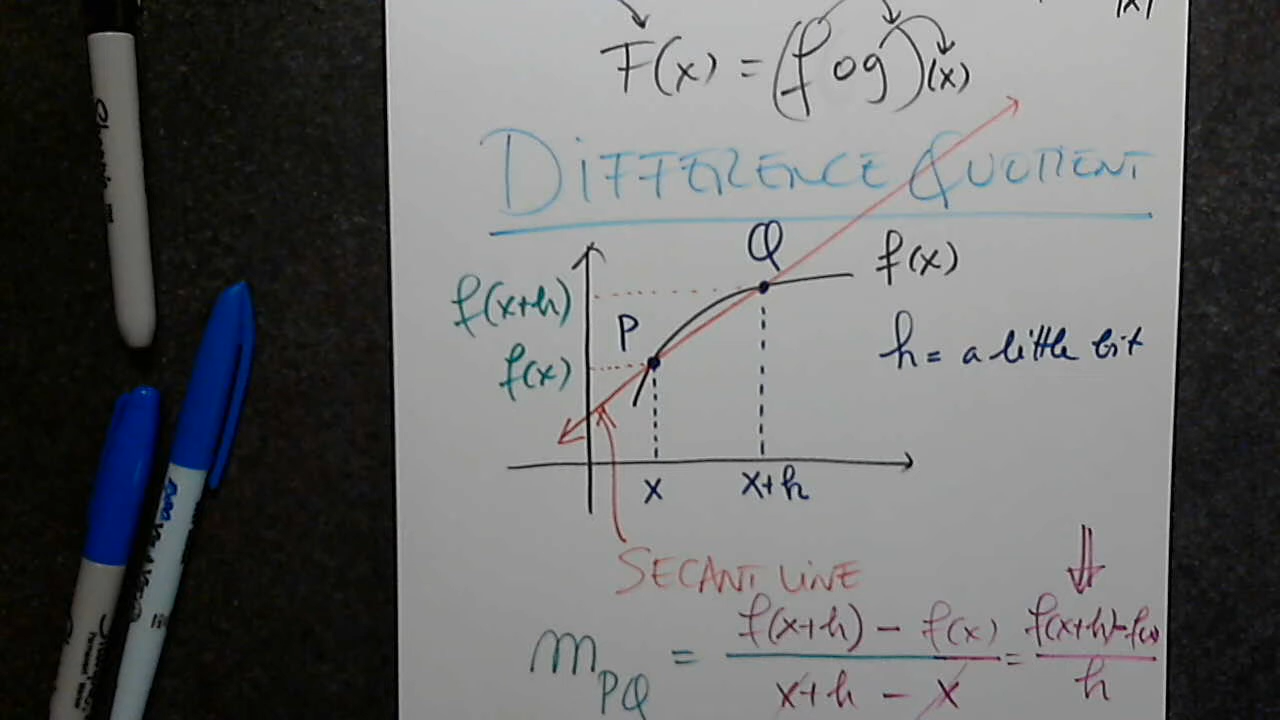 |x|
F(x) = (f o g)(x)
DIFFERENCE QUOTIENT
Q
f(x)
f(x+h)
P
h = a little bit
f(x)
x x+h
SECANT LINE
m_PQ = f(x+h) - f(x) / x+h - x = f(x+h) - f(x) / h